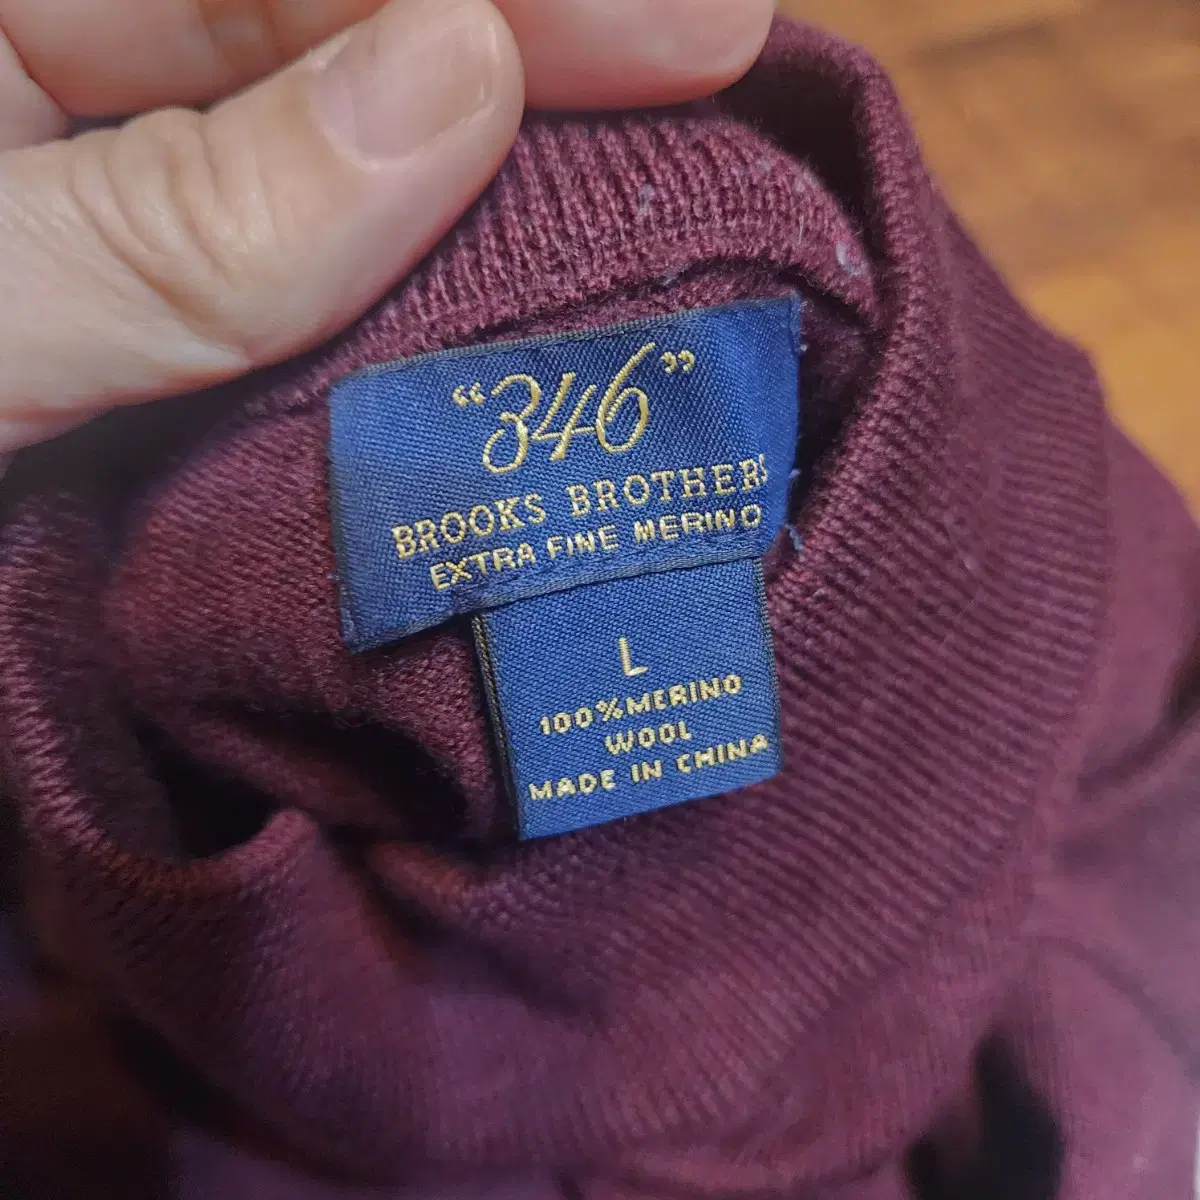 “346”
BROOKS BROTHERS
EXTRA FINE MERINO
L
100%MERINO
WOOL
MADE IN CHINA